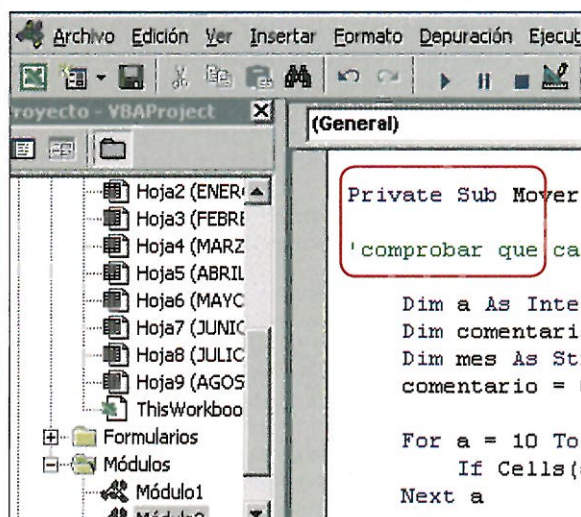 Archivo Edición Ver Insertar Formato Depuración Ejecut
royecto - VBAProject
(General)
Hoja2 (ENER
Hoja3 (FEBRE
Hoja4 (MARZ
Hoja5 (ABRIL
Hoja6 (MAYO
Hoja7 (JUNIO
Hoja8 (JULIO
Hoja9 (AGOS
ThisWorkboo
Formularios
Módulos
Módulo1
Módulo2
Private Sub Mover
'comprobar que ca
Dim a As Inte
Dim comentari
Dim mes As St
comentario =
For a = 10 To
If Cells(
Next a